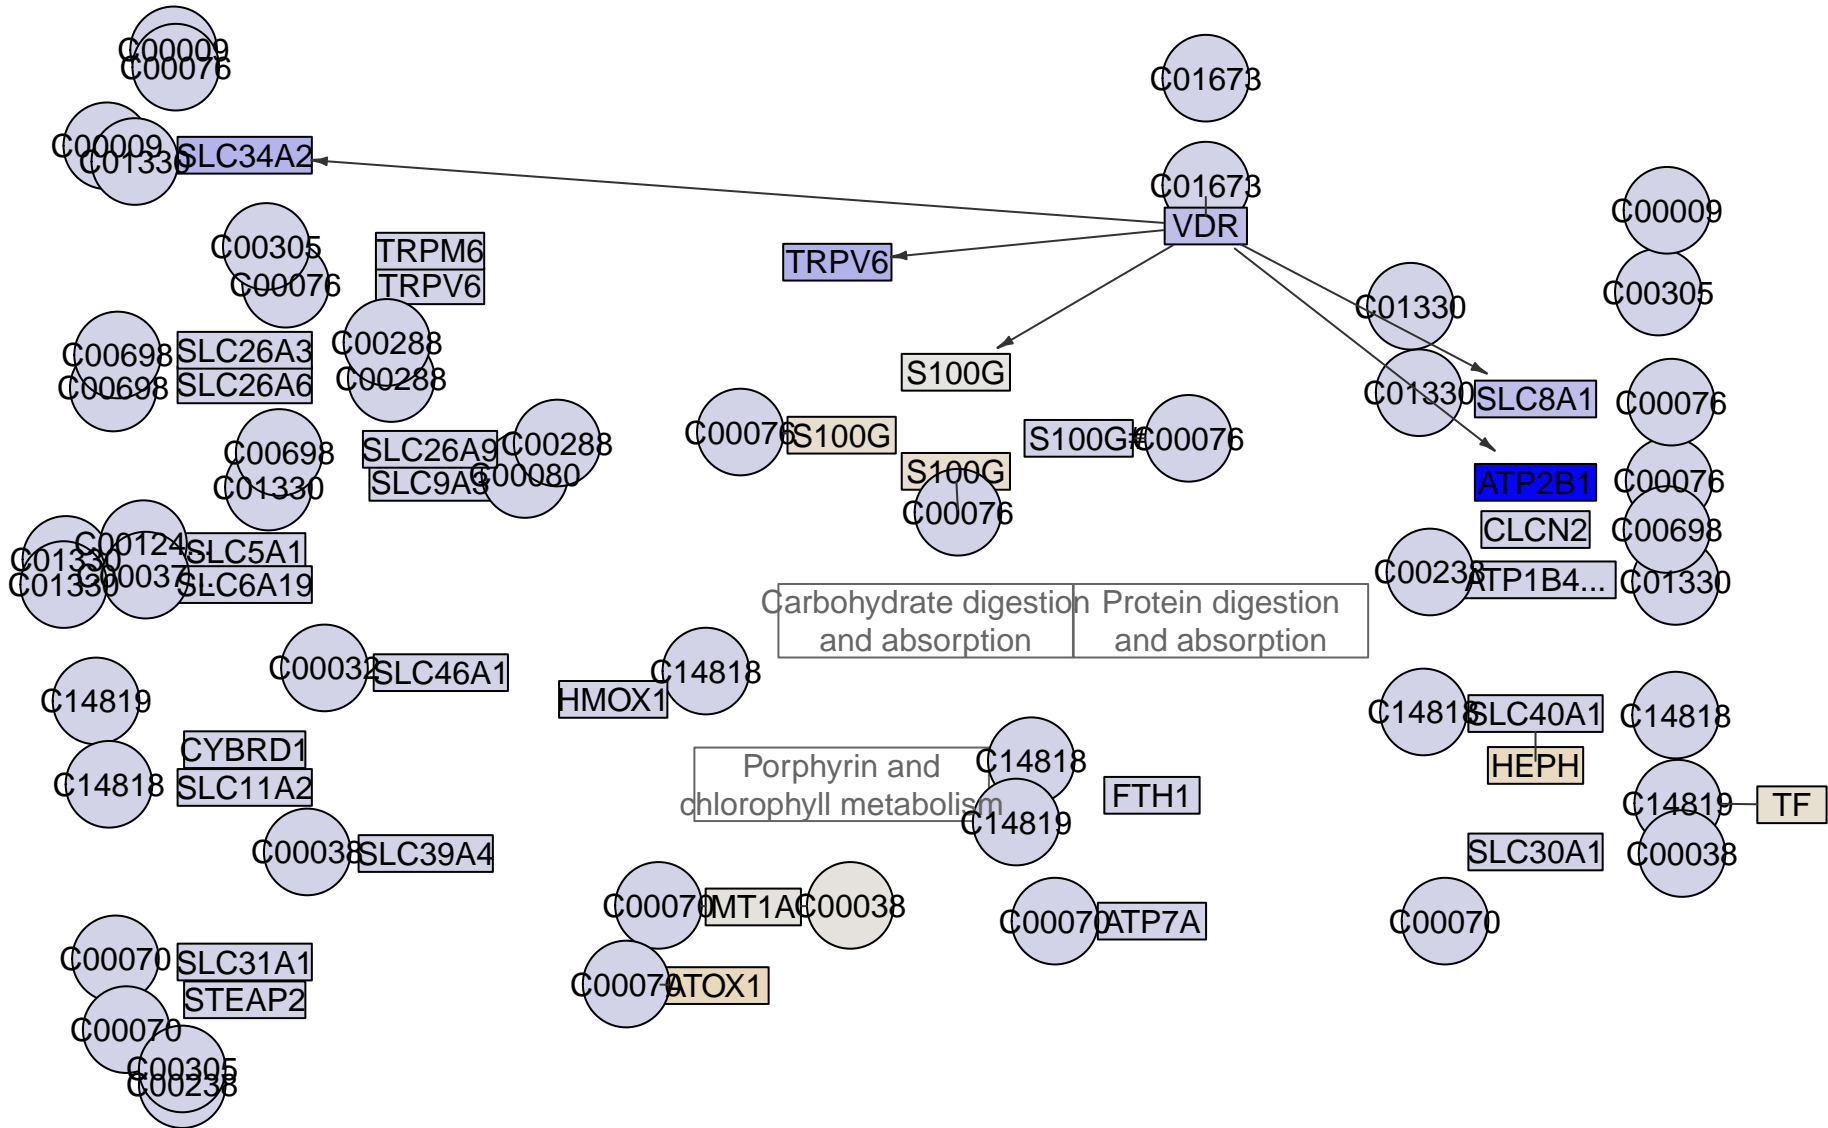 C00009
C00076
C01673
C00009
C01330
SLC34A2
C01673
VDR
C00009
C00305
TRPM6
TRPV6
C00076
TRPV6
C01330
C00305
C00698
SLC26A3
C00288
C00698
SLC26A6
C00288
S100G
C01330
SLC8A1
C00076
C00698
SLC26A9
C00288
C00076
S100G
S100G#
C00076
C01330
SLC9A3
C00080
S100G
ATP2B1
C00076
C00076
CLCN2
C00698
C01330
C00124...
SLC5A1
C01330
C00037...
SLC6A19
C00238
ATP1B4...
C01330
Carbohydrate digestion
and absorption
Protein digestion
and absorption
C00032
SLC46A1
C14818
HMOX1
C14819
C14818
SLC40A1
C14818
CYBRD1
HEPH
C14818
SLC11A2
Porphyrin and
chlorophyll metabolism
C14818
C14819
FTH1
C14819
TF
C00038
SLC39A4
SLC30A1
C00038
C00070
MT1A
C00038
C00070
ATP7A
C00070
C00070
SLC31A1
C00070
ATOX1
STEAP2
C00070
C00305
C00238